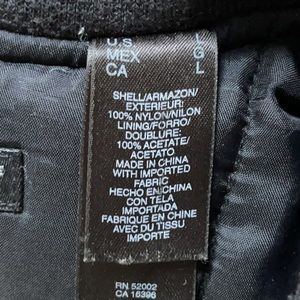 U.S. L
MEX G
CA L
SHELL/ARMAZON/
EXTERIEUR:
100% NYLON/NILON
LINING/FORRO/
DOUBLURE:
100% ACETATE/
ACETATO
MADE IN CHINA
WITH IMPORTED
FABRIC
HECHO EN CHINA
CON TELA
IMPORTADA
FABRIQUE EN CHINE
AVEC DU TISSU
IMPORTE
RN 52002
CA 16396